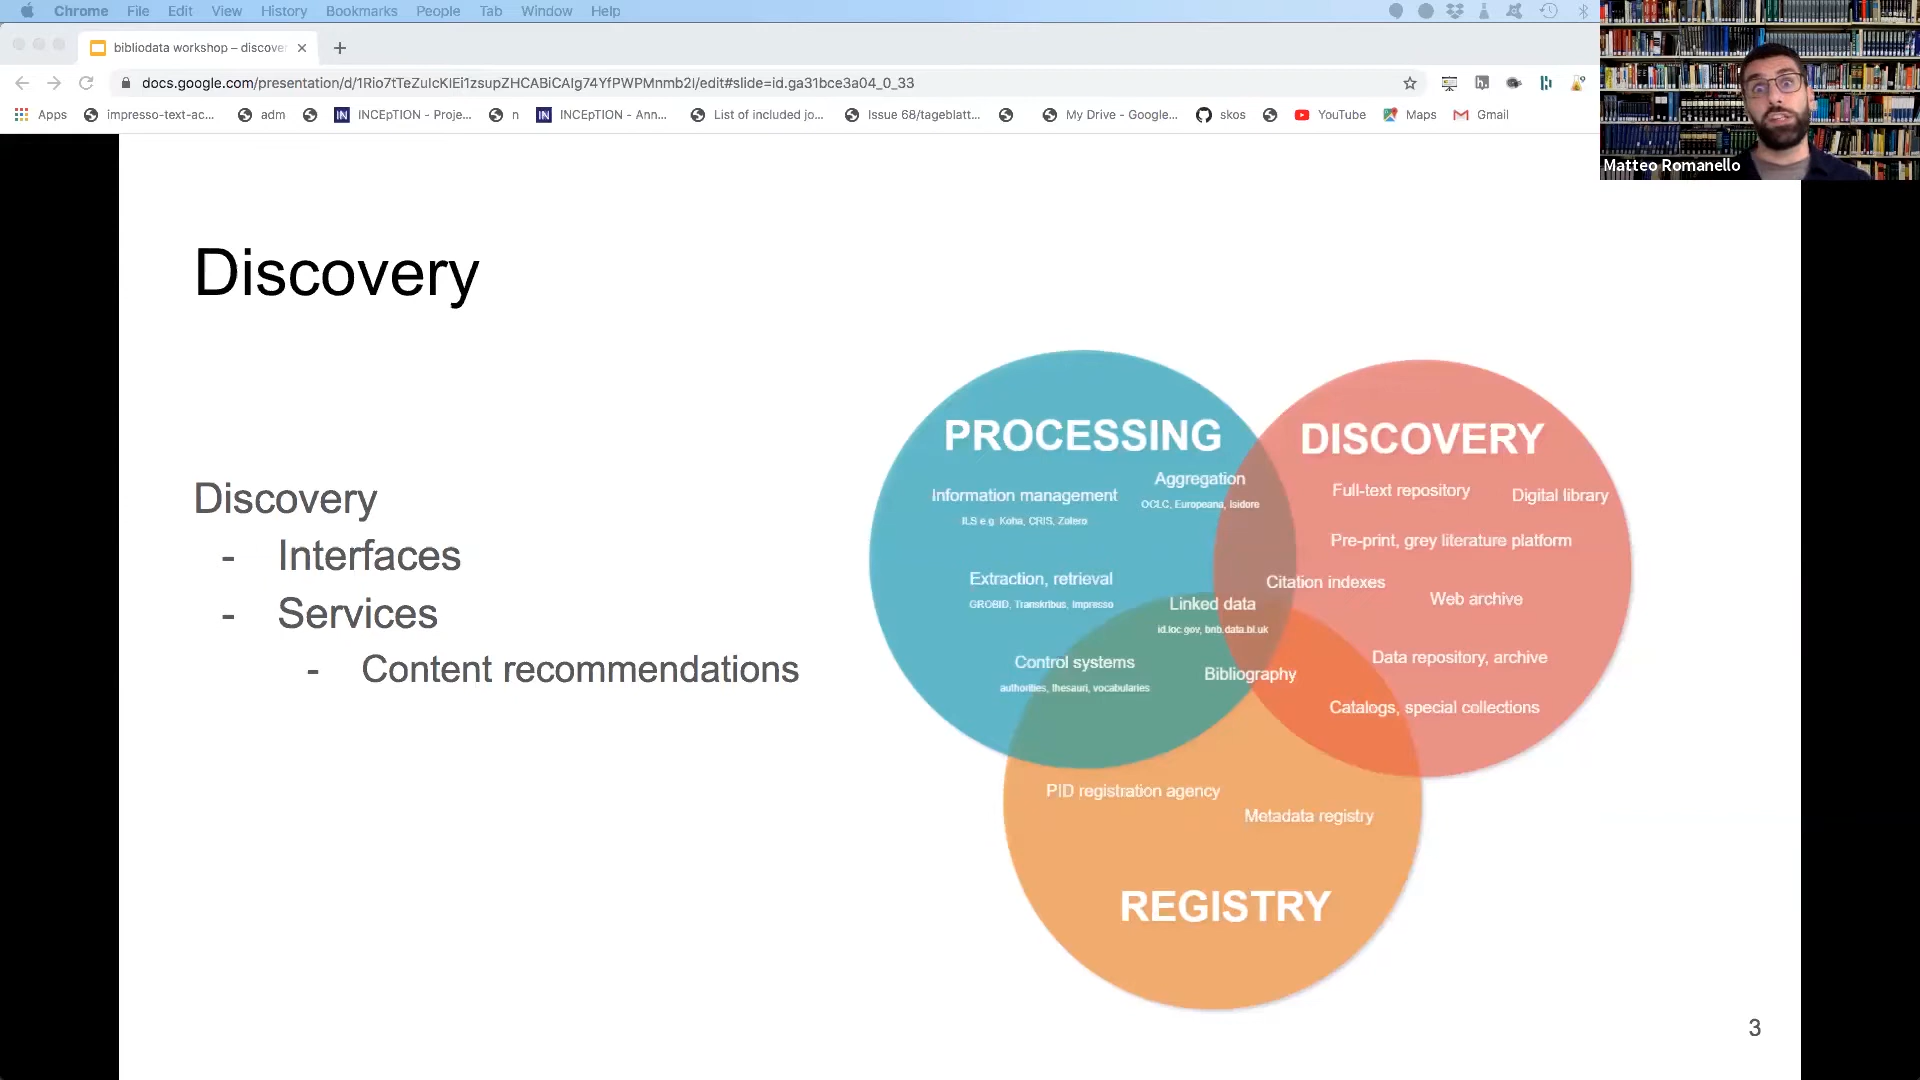 Chrome File Edit View History Bookmarks People Tab Window Help
bibliodata workshop – discover
docs.google.com/presentation/d/1Rio7tTeZuIcKIEi1zsupZHCABiCAIg74YfPWPMnmb2I/edit#slide=id.ga31bce3a04_0_33
Apps impresso-text-ac... adm IN INCEpTION - Proje... n IN INCEpTION - Ann... List of included jo... Issue 68/tageblatt... My Drive - Google... skos YouTube Maps Gmail
Matteo Romanello
Discovery
Discovery
- Interfaces
- Services
- Content recommendations
PROCESSING
Aggregation
OCLC, Europeana, Isidore
Information management
ILS e.g. Koha, CRIS, Zotero
Extraction, retrieval
GROBID, Transkribus, Impresso
Linked data
id.loc.gov, bnb.data.bl.uk
Control systems
authorities, thesauri, vocabularies
Bibliography
DISCOVERY
Full-text repository
Digital library
Pre-print, grey literature platform
Citation indexes
Web archive
Data repository, archive
Catalogs, special collections
PID registration agency
Metadata registry
REGISTRY
3